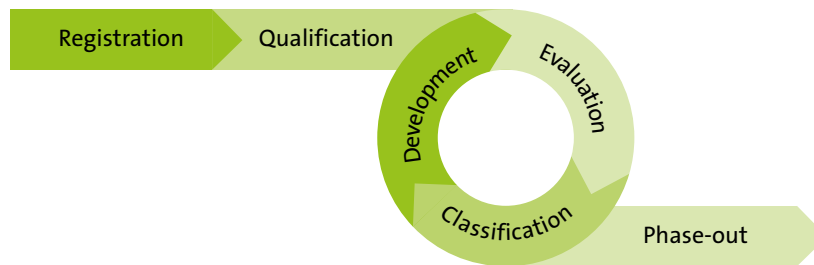 Registration
Qualification
Evaluation
Classification
Development
Phase-out